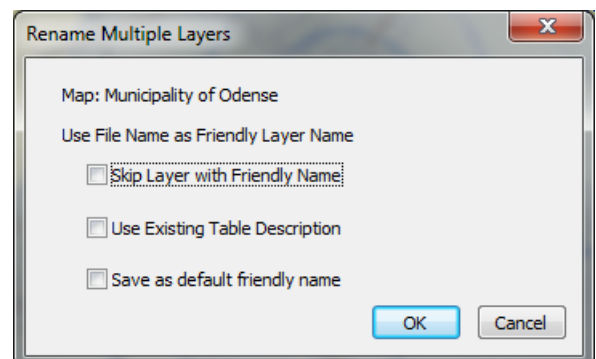 Rename Multiple Layers
Map: Municipality of Odense
Use File Name as Friendly Layer Name
Skip Layer with Friendly Name
Use Existing Table Description
Save as default friendly name
OK Cancel